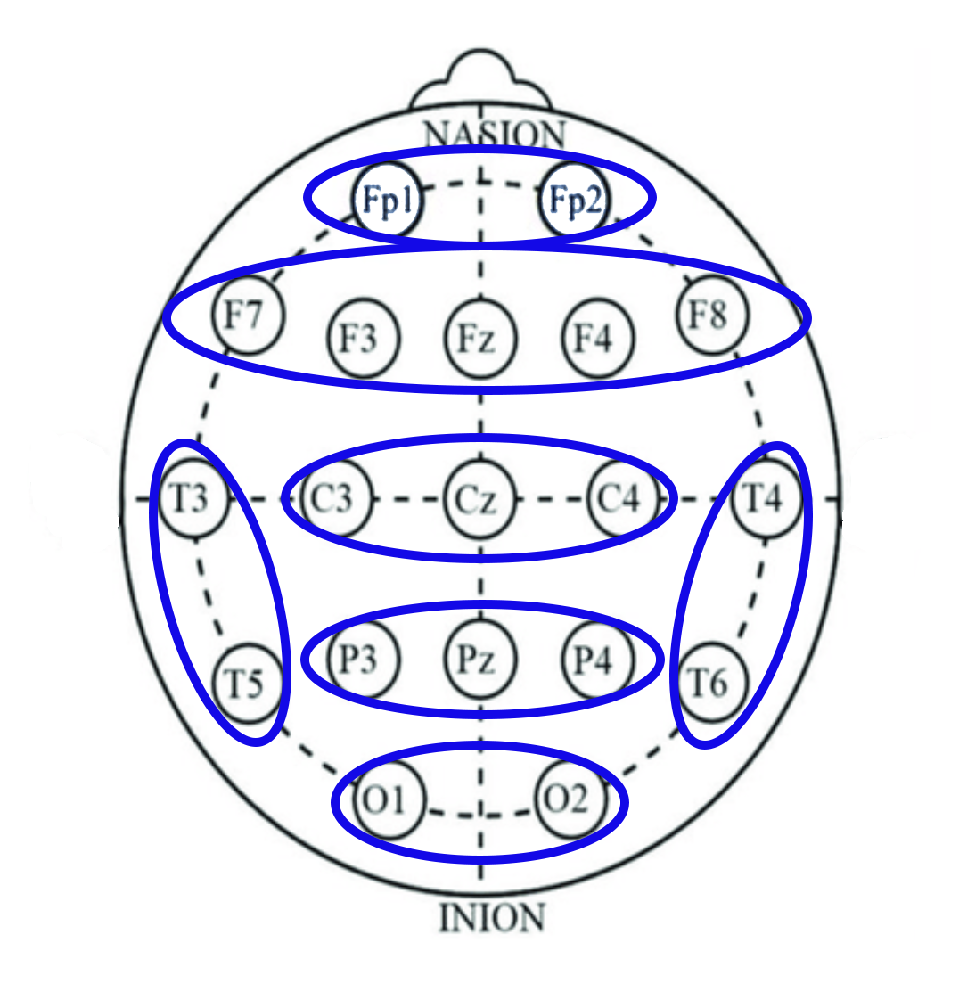 NASION
Fp1 Fp2
F7 F3 Fz F4 F8
T3 C3 Cz C4 T4
T5 P3 Pz P4 T6
O1 O2
INION